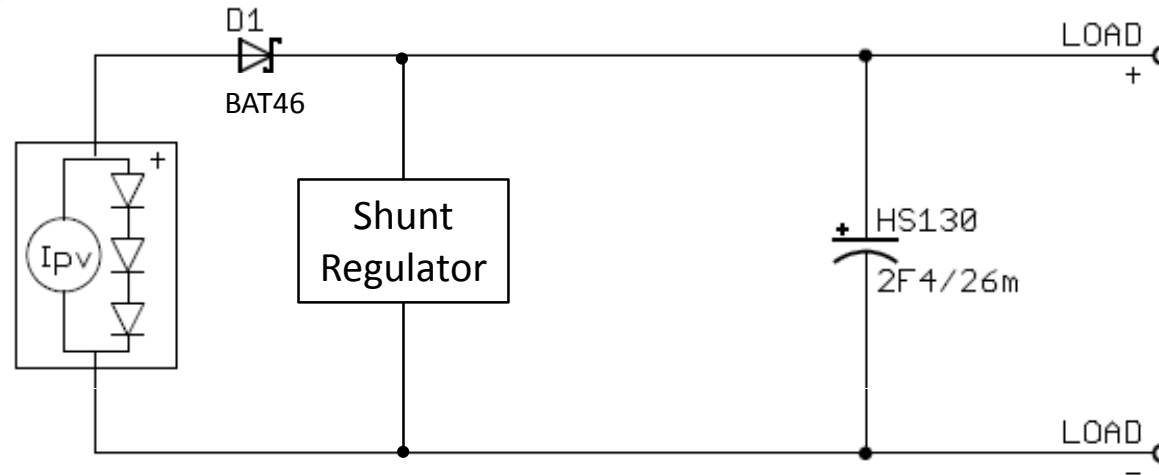 D1
BAT46
LOAD
+
+
Ipv
Shunt
Regulator
+
HS130
2F4/26m
LOAD
-